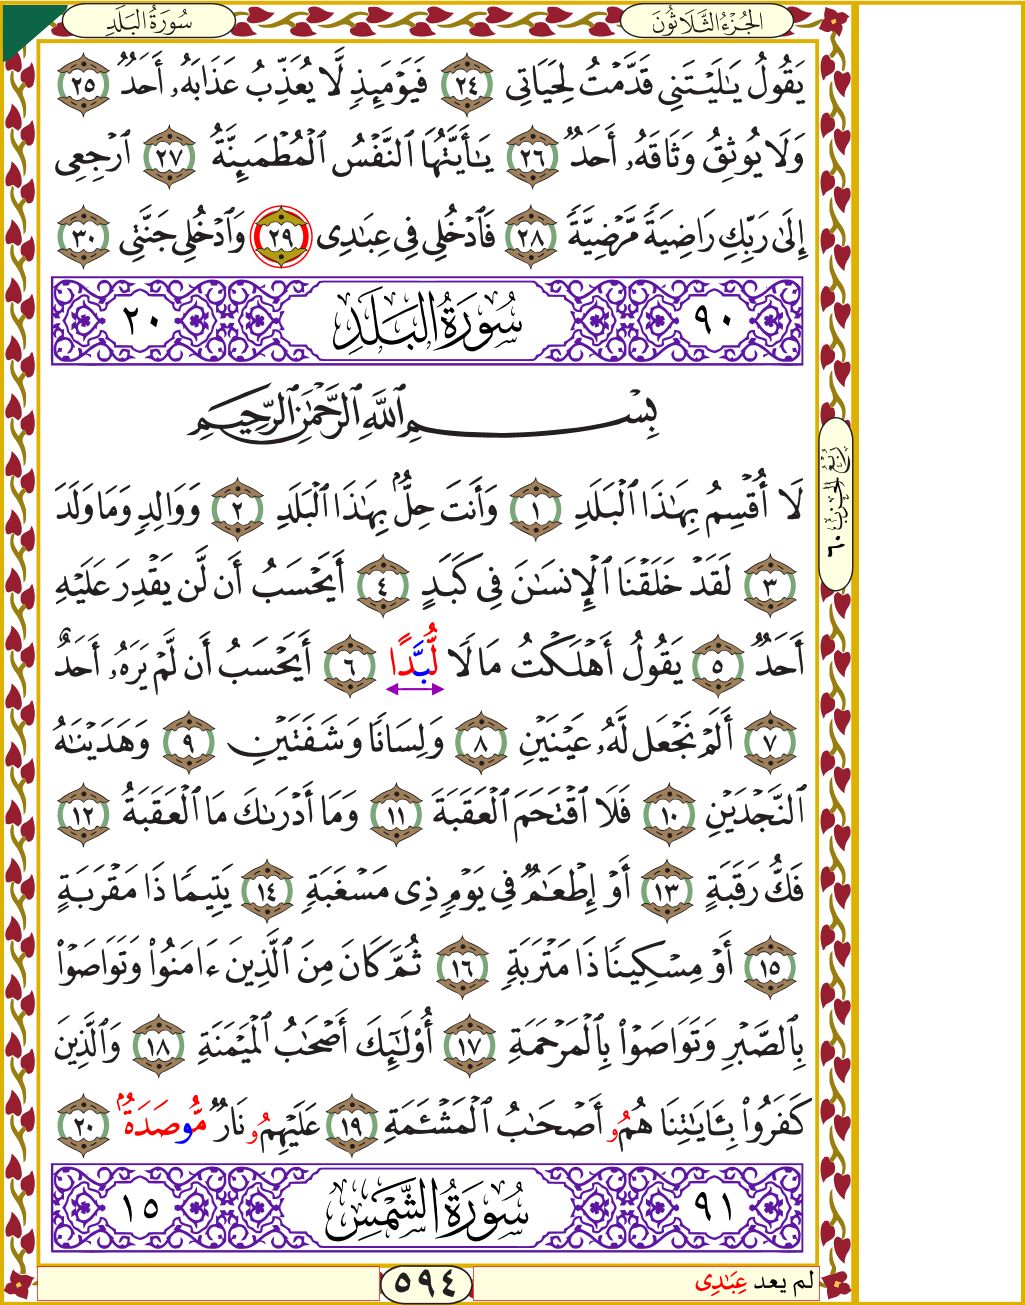 سُورَةُ البَلَدِ
الجُزْءُ الثَّلَاثُونَ
يَقُولُ يَٰلَيْتَنِى قَدَّمْتُ لِحَيَاتِى ٢٤ فَيَوْمَئِذٍ لَّا يُعَذِّبُ عَذَابَهُۥ أَحَدٌ ٢٥
وَلَا يُوثِقُ وَثَاقَهُۥ أَحَدٌ ٢٦ يَٰأَيَّتُهَا ٱلنَّفْسُ ٱلْمُطْمَئِنَّةُ ٢٧ ٱرْجِعِى
إِلَىٰ رَبِّكِ رَاضِيَةً مَّرْضِيَّةً ٢٨ فَٱدْخُلِى فِى عِبَٰدِى ٢٩ وَٱدْخُلِى جَنَّتِى ٣٠
٩٠ سُورَةُ البَلَدِ ٢٠
بِسْمِ ٱللَّهِ ٱلرَّحْمَٰنِ ٱلرَّحِيمِ
لَا أُقْسِمُ بِهَٰذَا ٱلْبَلَدِ ١ وَأَنتَ حِلٌّۢ بِهَٰذَا ٱلْبَلَدِ ٢ وَوَالِدٍ وَمَا وَلَدَ
٣ لَقَدْ خَلَقْنَا ٱلْإِنسَٰنَ فِى كَبَدٍ ٤ أَيَحْسَبُ أَن لَّن يَقْدِرَ عَلَيْهِ
أَحَدٌ ٥ يَقُولُ أَهْلَكْتُ مَالًا لُّبَّدًا ٦ أَيَحْسَبُ أَن لَّمْ يَرَهُۥ أَحَدٌ
٧ أَلَمْ نَجْعَل لَّهُۥ عَيْنَيْنِ ٨ وَلِسَانًا وَشَفَتَيْنِ ٩ وَهَدَيْنَٰهُ
ٱلنَّجْدَيْنِ ١٠ فَلَا ٱقْتَحَمَ ٱلْعَقَبَةَ ١١ وَمَا أَدْرَىٰكَ مَا ٱلْعَقَبَةُ ١٢
فَكُّ رَقَبَةٍ ١٣ أَوْ إِطْعَٰمٌ فِى يَوْمٍ ذِى مَسْغَبَةٍ ١٤ يَتِيمًا ذَا مَقْرَبَةٍ
١٥ أَوْ مِسْكِينًا ذَا مَتْرَبَةٍ ١٦ ثُمَّ كَانَ مِنَ ٱلَّذِينَ ءَامَنُوا۟ وَتَوَاصَوْا۟
بِٱلصَّبْرِ وَتَوَاصَوْا۟ بِٱلْمَرْحَمَةِ ١٧ أُو۟لَٰئِكَ أَصْحَٰبُ ٱلْمَيْمَنَةِ ١٨ وَٱلَّذِينَ
كَفَرُوا۟ بِـَٔايَٰتِنَا هُمُۥ أَصْحَٰبُ ٱلْمَشْـَٔمَةِ ١٩ عَلَيْهِمُۥ نَارٌ مُّوصَدَةٌۢ ٢٠
٩١ سُورَةُ الشَّمْسِ ١٥
رُبْعُ الْحِزْبِ ٦٠
لم يعد عِبَٰدِى
٥٩٤